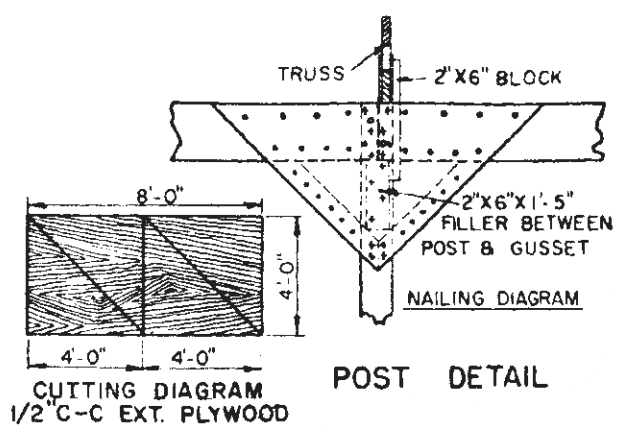 TRUSS
2"X6" BLOCK
8'-0"
2"X6"X1'-5"
FILLER BETWEEN
POST & GUSSET
4'-0"
NAILING DIAGRAM
4'-0"
4'-0"
POST DETAIL
CUTTING DIAGRAM
1/2"C-C EXT. PLYWOOD